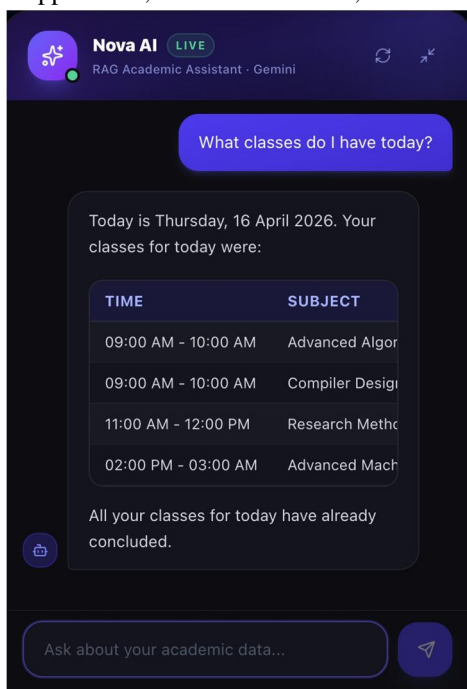 Nova AI LIVE
RAG Academic Assistant · Gemini
What classes do I have today?
Today is Thursday, 16 April 2026. Your
classes for today were:
TIME SUBJECT
09:00 AM - 10:00 AM Advanced Algor
09:00 AM - 10:00 AM Compiler Desig
11:00 AM - 12:00 PM Research Metho
02:00 PM - 03:00 AM Advanced Mach
All your classes for today have already
concluded.
Ask about your academic data...